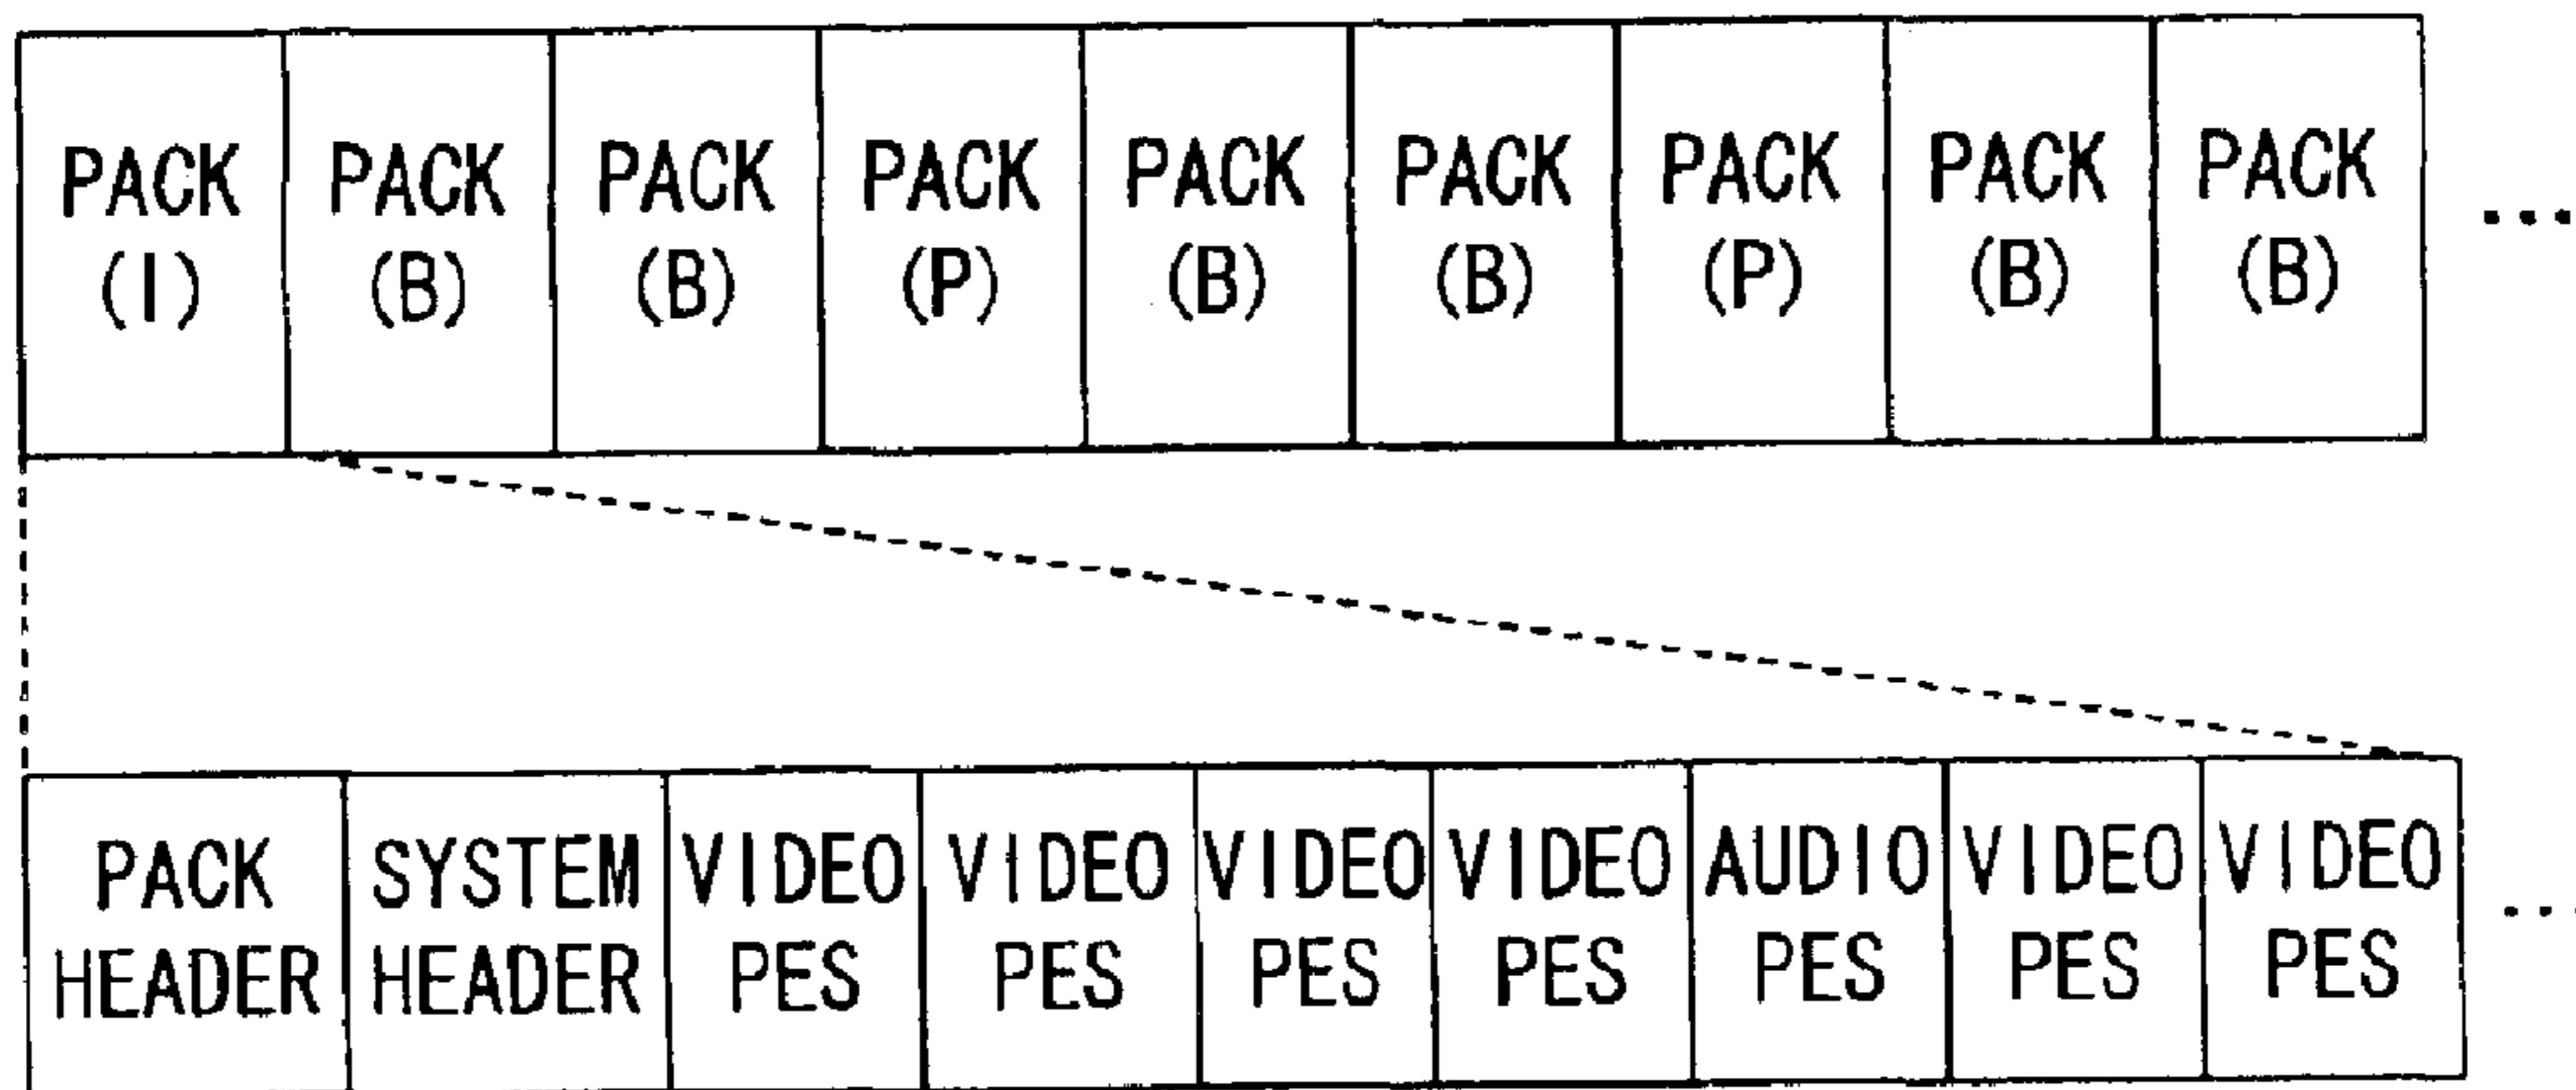 PACK PACK PACK PACK PACK PACK PACK PACK PACK
(I) (B) (B) (P) (B) (B) (P) (B) (B) ...
PACK SYSTEM VIDEO VIDEO VIDEO VIDEO AUDIO VIDEO VIDEO
HEADER HEADER PES PES PES PES PES PES PES ...